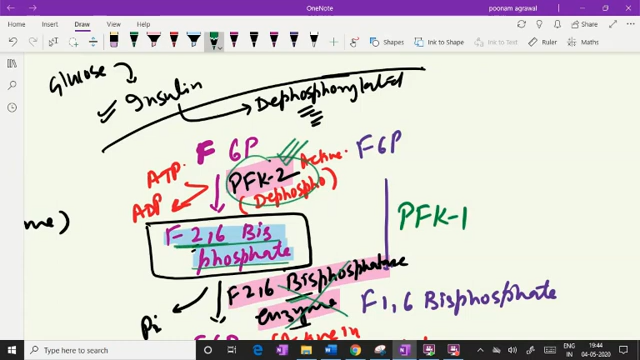 OneNote
poonam agrawal
Home
Insert
Draw
View
Help
Open in App
Share
Shapes
Ink to Shape
Ink to Text
Ruler
Maths
Glucose
✓ Insulin
Dephosphorylated
F 6P
F6P
ATP
ADP
PFK-2
Active.
(Dephospho)
PFK-1
me)
F-2,6 Bis
phosphate
F 2,6 Bisphosphatase
enzyme
F1,6 Bisphosphate
Pi
Type here to search
ENG
19:44
04-05-2020